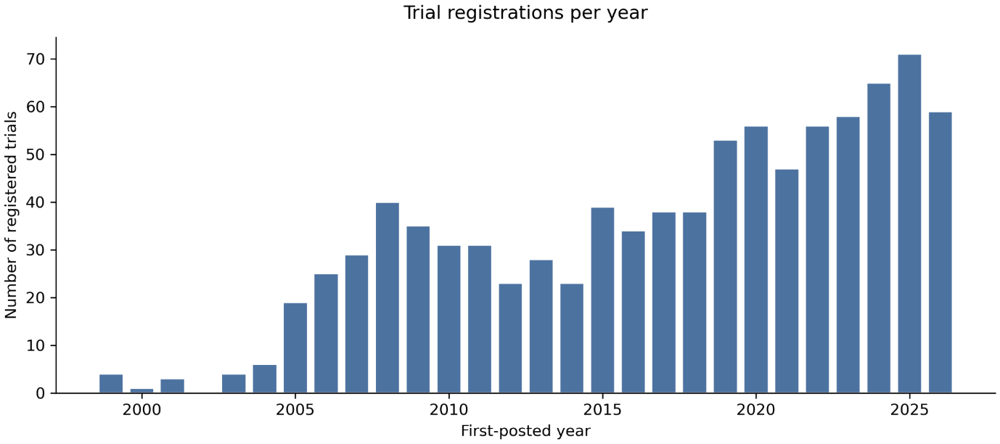 Trial registrations per year
Number of registered trials
70
60
50
40
30
20
10
0
2000 2005 2010 2015 2020 2025
First-posted year